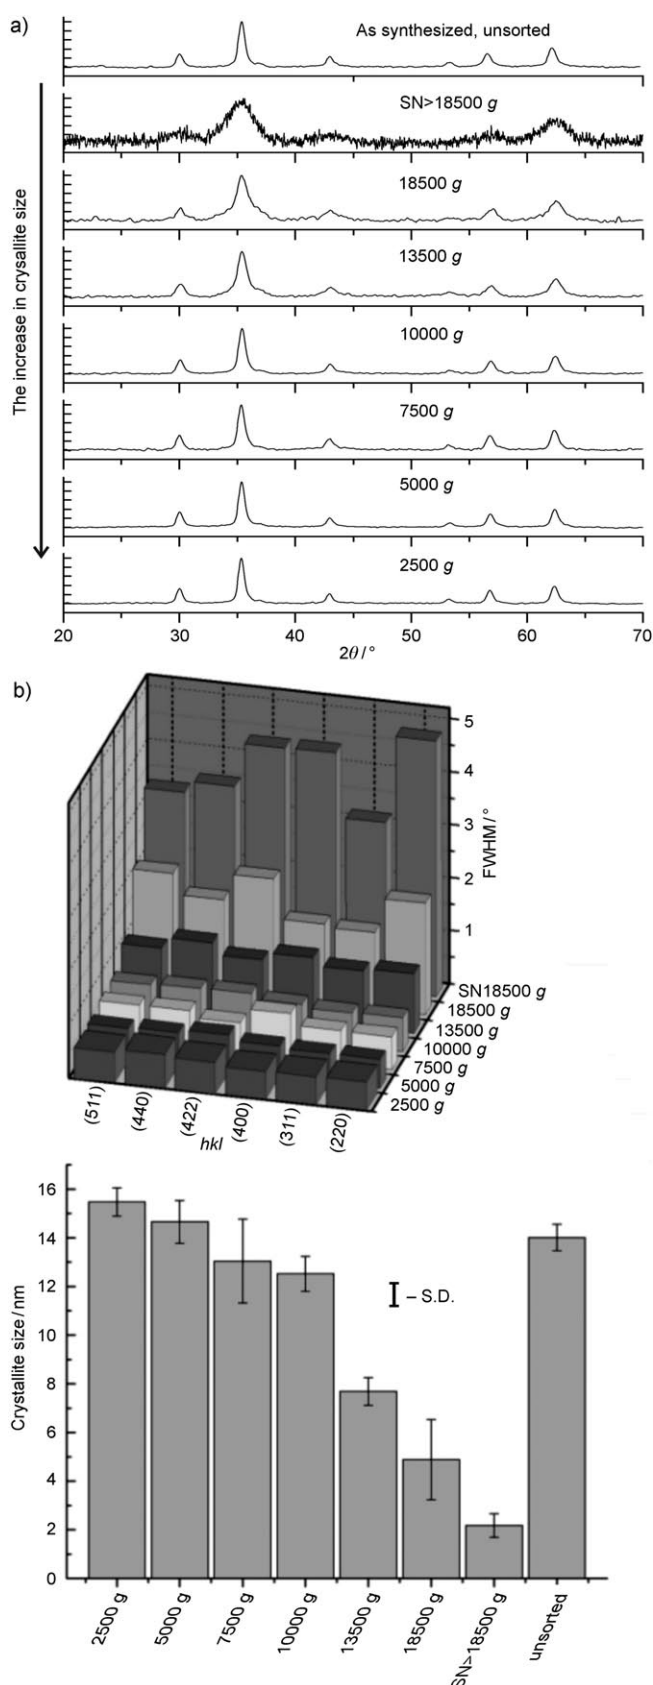 a)
As synthesized, unsorted
SN>18500 g
18500 g
13500 g
10000 g
7500 g
5000 g
2500 g
The increase in crysallite size
20 30 40 50 60 70
2θ/°
b)
5
4
3
2
1
FWHM/°
SN18500 g
18500 g
13500 g
10000 g
7500 g
5000 g
2500 g
(511) (440) (422) (400) (311) (220)
hkl
16
14
12
10
8
6
4
2
0
Crystallite size/nm
– S.D.
2500 g 5000 g 7500 g 10000 g 13500 g 18500 g SN>18500 g unsorted